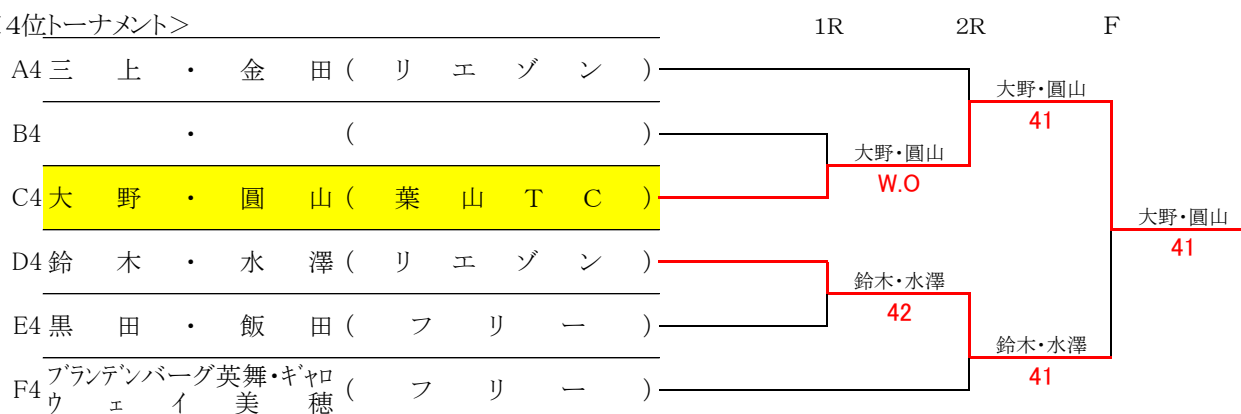 4位トーナメント＞ 1R 2R F
A4 三上・金田(リエゾン)
大野・圓山
41
B4 ・ ( )
大野・圓山
W.O
C4 大野・圓山(葉山TC)
大野・圓山
41
D4 鈴木・水澤(リエゾン)
鈴木・水澤
42
E4 黒田・飯田(フリー)
鈴木・水澤
41
F4 ブランデンバーグ英舞・ギャロウェイ美穂(フリー)